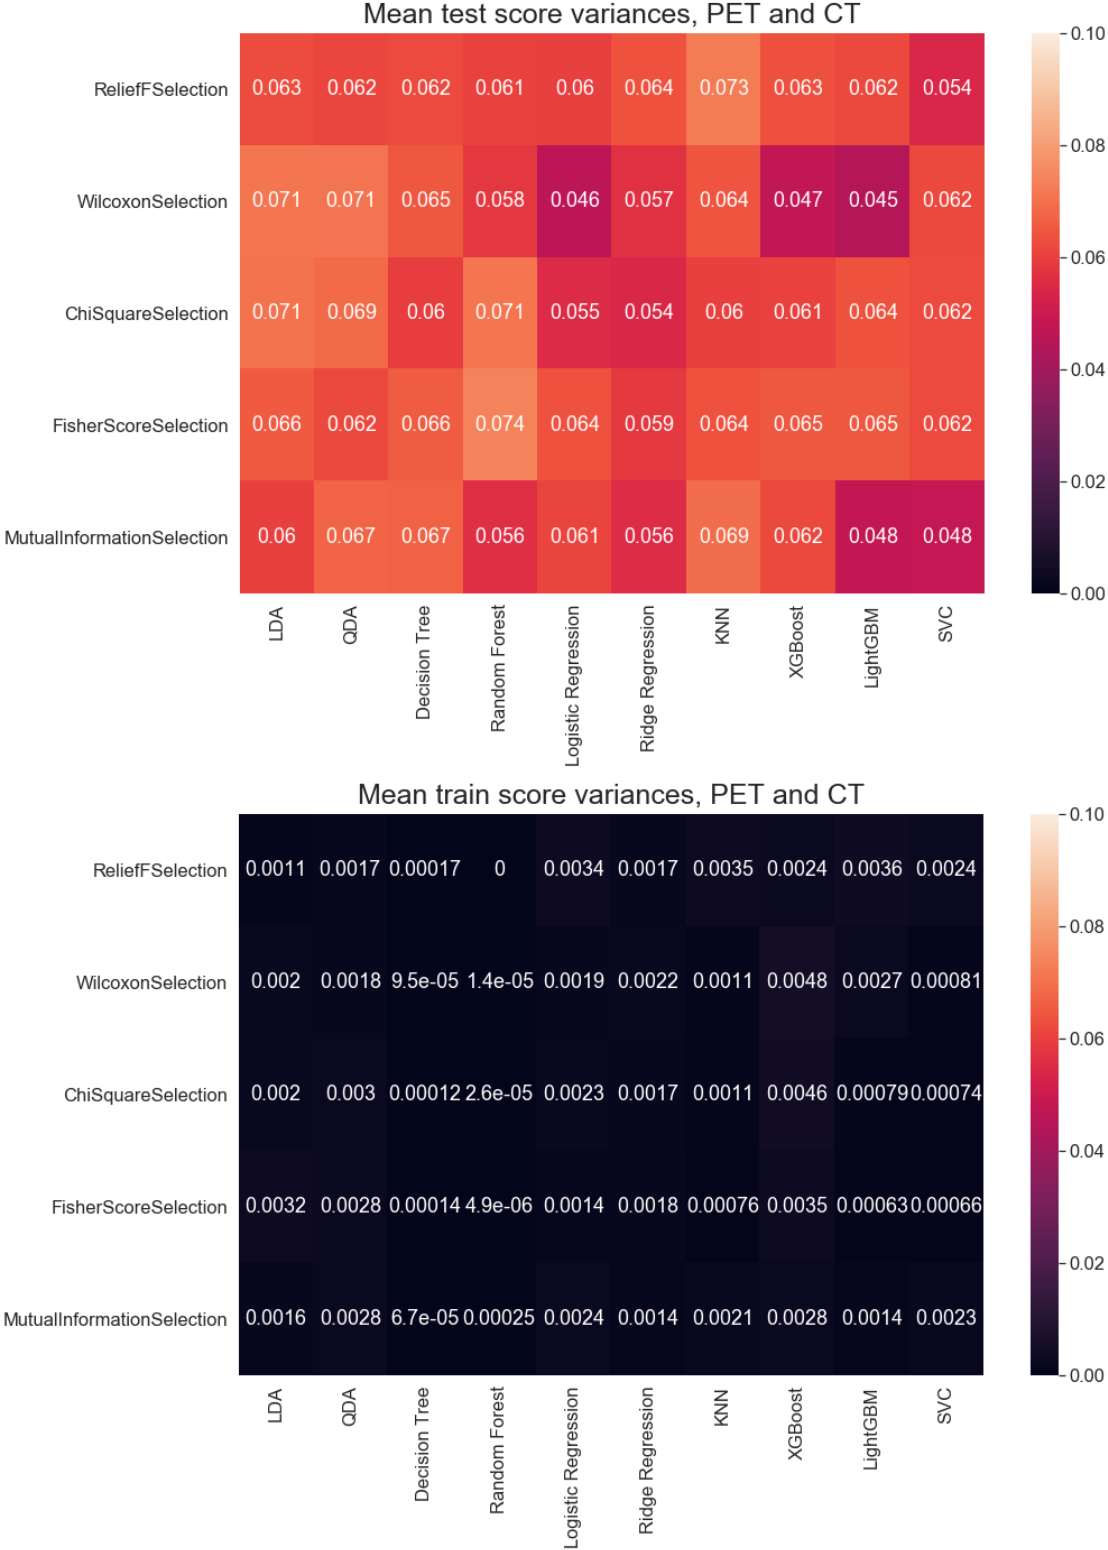 Mean test score variances, PET and CT
ReliefFSelection 0.063 0.062 0.062 0.061 0.06 0.064 0.073 0.063 0.062 0.054
WilcoxonSelection 0.071 0.071 0.065 0.058 0.046 0.057 0.064 0.047 0.045 0.062
ChiSquareSelection 0.071 0.069 0.06 0.071 0.055 0.054 0.06 0.061 0.064 0.062
FisherScoreSelection 0.066 0.062 0.066 0.074 0.064 0.059 0.064 0.065 0.065 0.062
MutualInformationSelection 0.06 0.067 0.067 0.056 0.061 0.056 0.069 0.062 0.048 0.048
LDA
QDA
Decision Tree
Random Forest
Logistic Regression
Ridge Regression
KNN
XGBoost
LightGBM
SVC
0.10
0.08
0.06
0.04
0.02
0.00
Mean train score variances, PET and CT
ReliefFSelection 0.0011 0.0017 0.00017 0 0.0034 0.0017 0.0035 0.0024 0.0036 0.0024
WilcoxonSelection 0.002 0.0018 9.5e-05 1.4e-05 0.0019 0.0022 0.0011 0.0048 0.0027 0.00081
ChiSquareSelection 0.002 0.003 0.00012 2.6e-05 0.0023 0.0017 0.0011 0.0046 0.00079 0.00074
FisherScoreSelection 0.0032 0.0028 0.00014 4.9e-06 0.0014 0.0018 0.00076 0.0035 0.00063 0.00066
MutualInformationSelection 0.0016 0.0028 6.7e-05 0.00025 0.0024 0.0014 0.0021 0.0028 0.0014 0.0023
LDA
QDA
Decision Tree
Random Forest
Logistic Regression
Ridge Regression
KNN
XGBoost
LightGBM
SVC
0.10
0.08
0.06
0.04
0.02
0.00